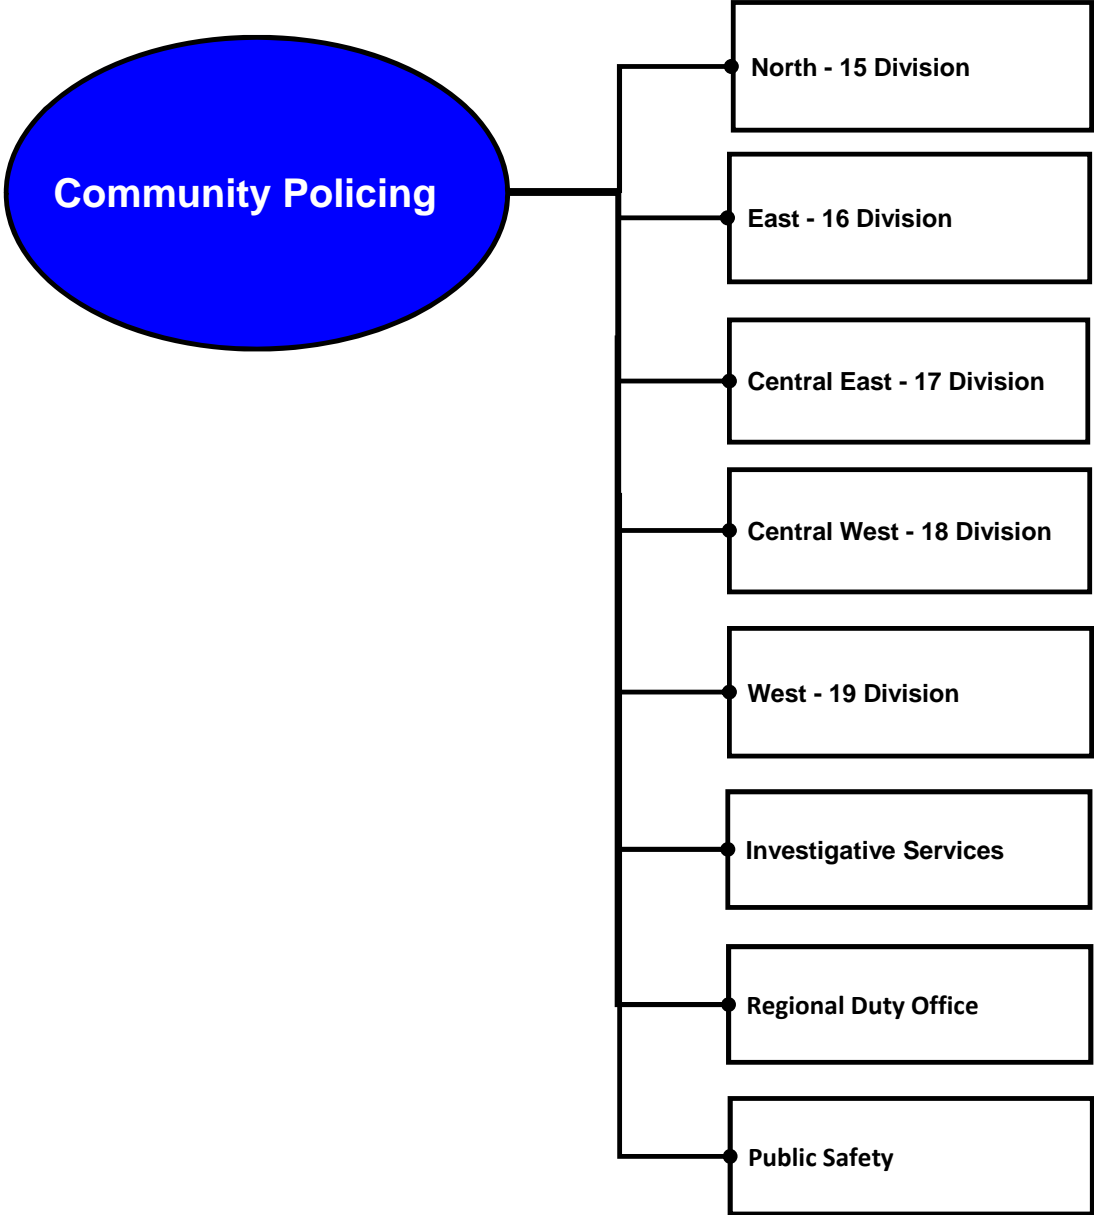 Community Policing
North - 15 Division
East - 16 Division
Central East - 17 Division
Central West - 18 Division
West - 19 Division
Investigative Services
Regional Duty Office
Public Safety